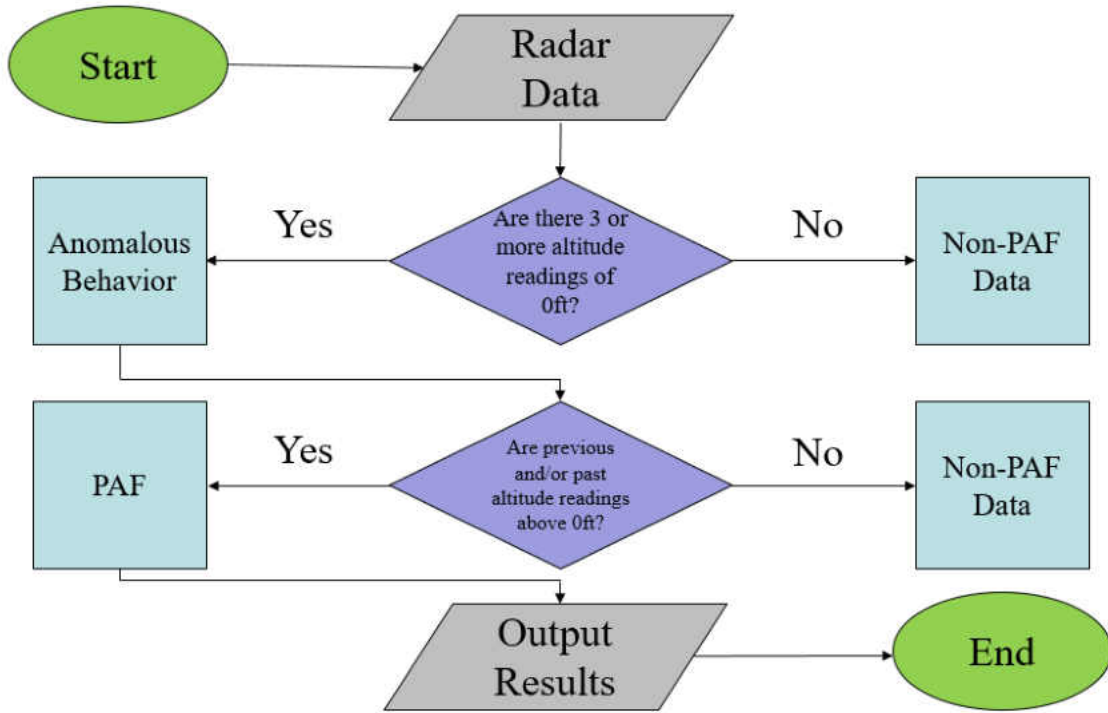 Start
Radar
Data
Are there 3 or
more altitude
readings of
0ft?
Yes
No
Anomalous
Behavior
Non-PAF
Data
Are previous
and/or past
altitude readings
above 0ft?
Yes
No
PAF
Non-PAF
Data
Output
Results
End